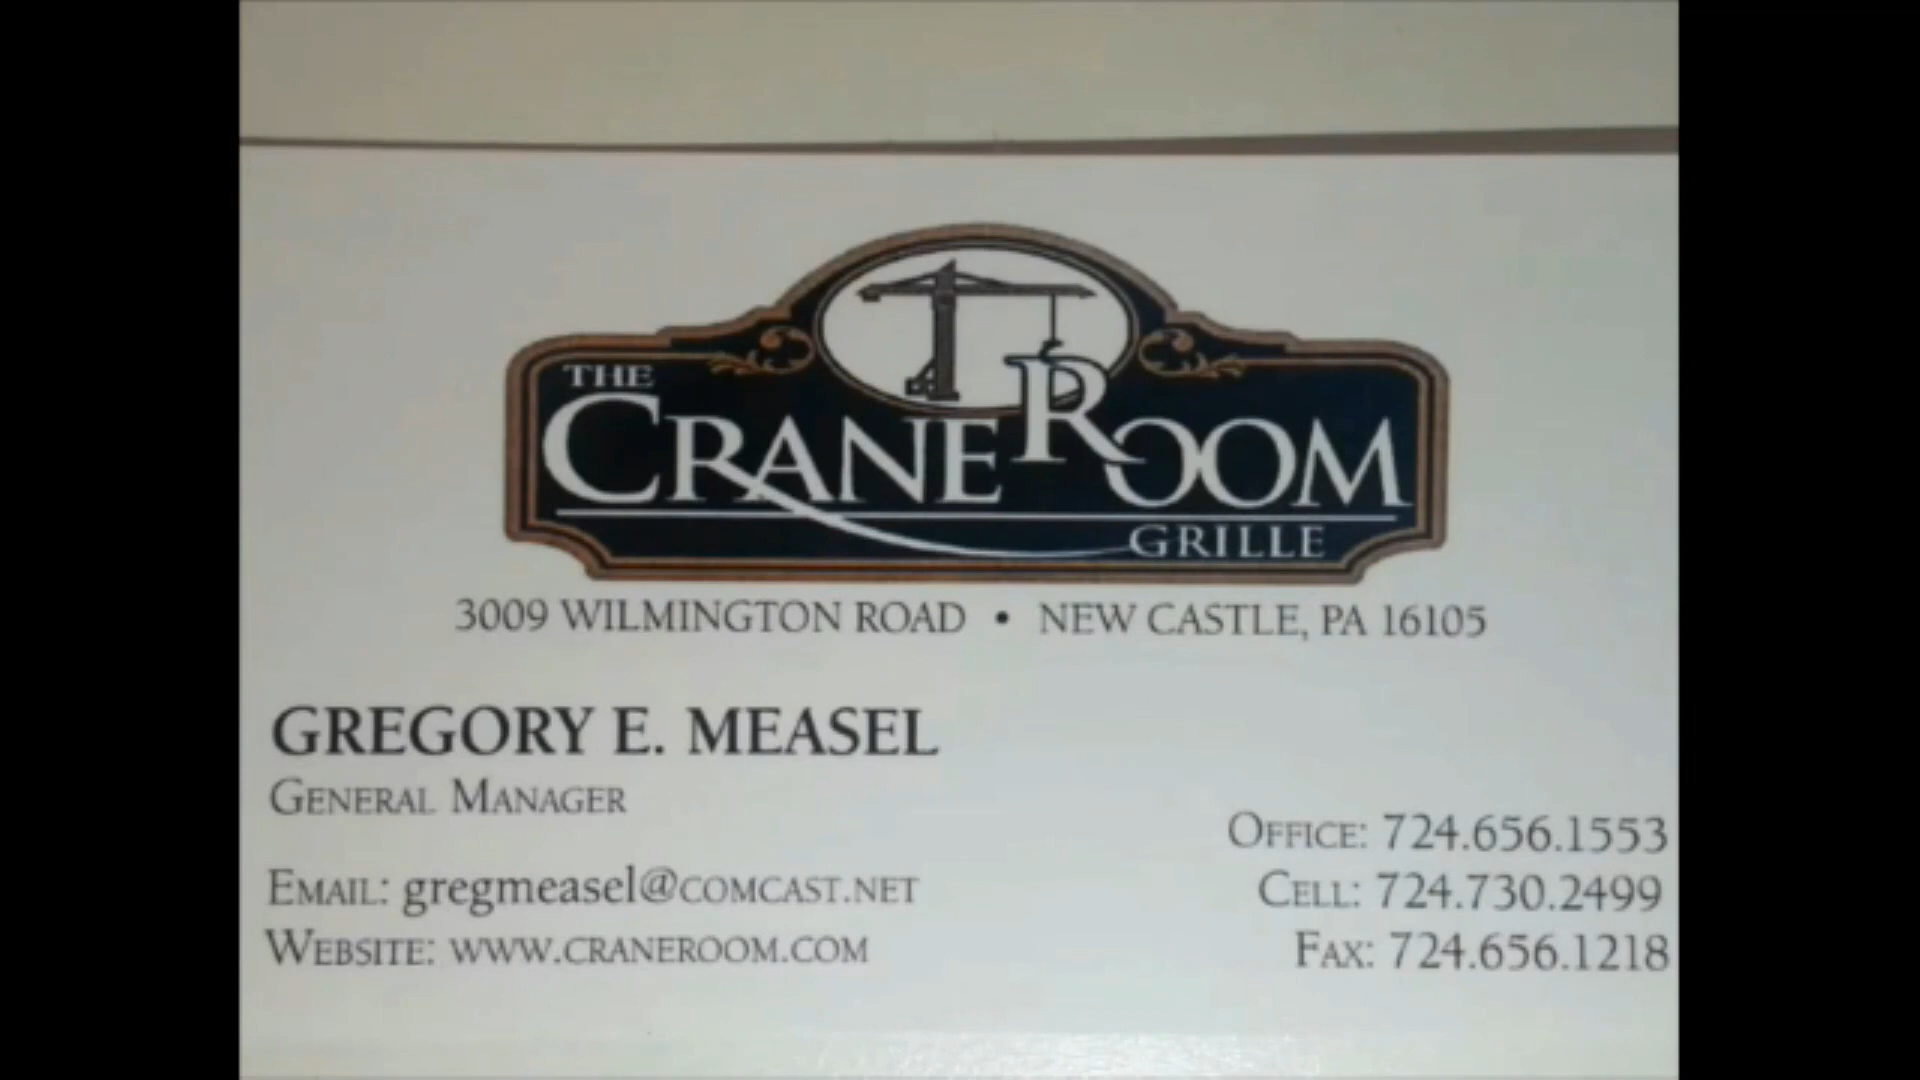 THE
CRANE ROOM
GRILLE
3009 WILMINGTON ROAD • NEW CASTLE, PA 16105
GREGORY E. MEASEL
GENERAL MANAGER
EMAIL: gregmeasel@COMCAST.NET
WEBSITE: WWW.CRANEROOM.COM
OFFICE: 724.656.1553
CELL: 724.730.2499
FAX: 724.656.1218